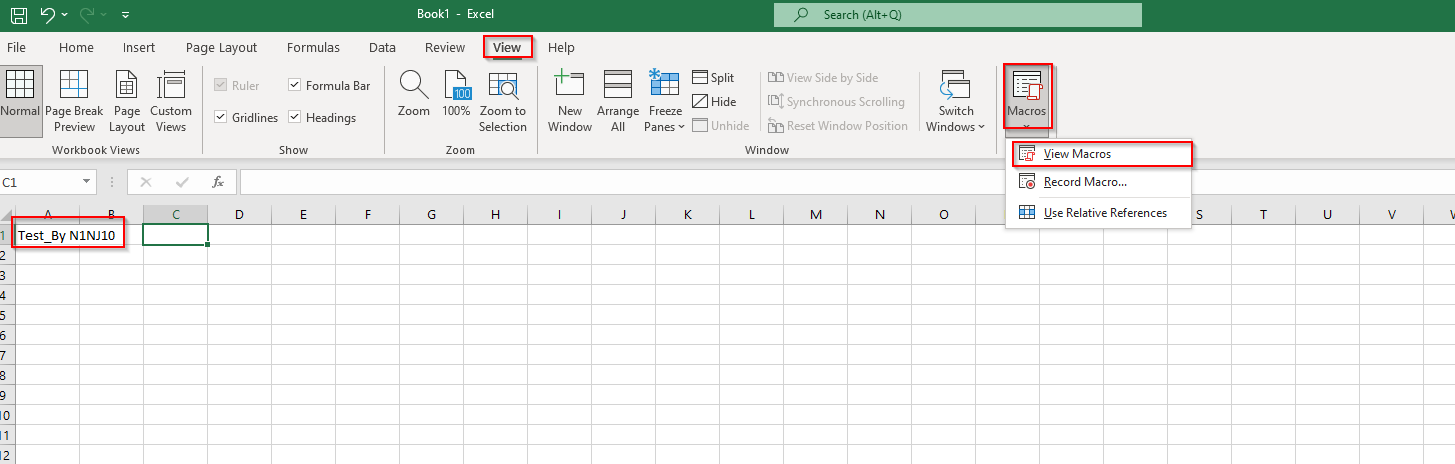 Book1 - Excel
Search (Alt+Q)
File Home Insert Page Layout Formulas Data Review View Help
Normal Page Break Preview Page Layout Custom Views
Workbook Views
Ruler Formula Bar
Gridlines Headings
Show
Zoom 100% Zoom to Selection
100
Zoom
New Window Arrange All Freeze Panes
Split
Hide
Unhide
View Side by Side
Synchronous Scrolling
Reset Window Position
Switch Windows
Window
Macros
View Macros
Record Macro...
Use Relative References
C1 fx
A B C D E F G H I J K L M N O S T U V
1 Test_By N1NJ10
2
3
4
5
6
7
8
9
10
11
12